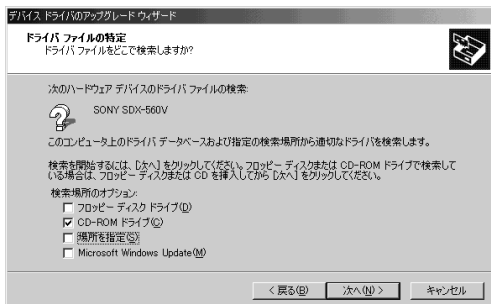 デバイス ドライバのアップグレード ウィザード
ドライバ ファイルの特定
ドライバ ファイルをどこで検索しますか?
次のハードウェア デバイスのドライバ ファイルの検索:
SONY SDX-560V
このコンピュータ上のドライバ データベースおよび指定の検索場所から適切なドライバを検索します。
検索を開始するには、[次へ] をクリックしてください。フロッピー ディスクまたは CD-ROM ドライブで検索して
いる場合は、フロッピー ディスクまたは CD を挿入してから [次へ] をクリックしてください。
検索場所のオプション:
フロッピー ディスク ドライブ(D)
CD-ROM ドライブ(C)
場所を指定(S)
Microsoft Windows Update(M)
< 戻る(B) 次へ(N) > キャンセル